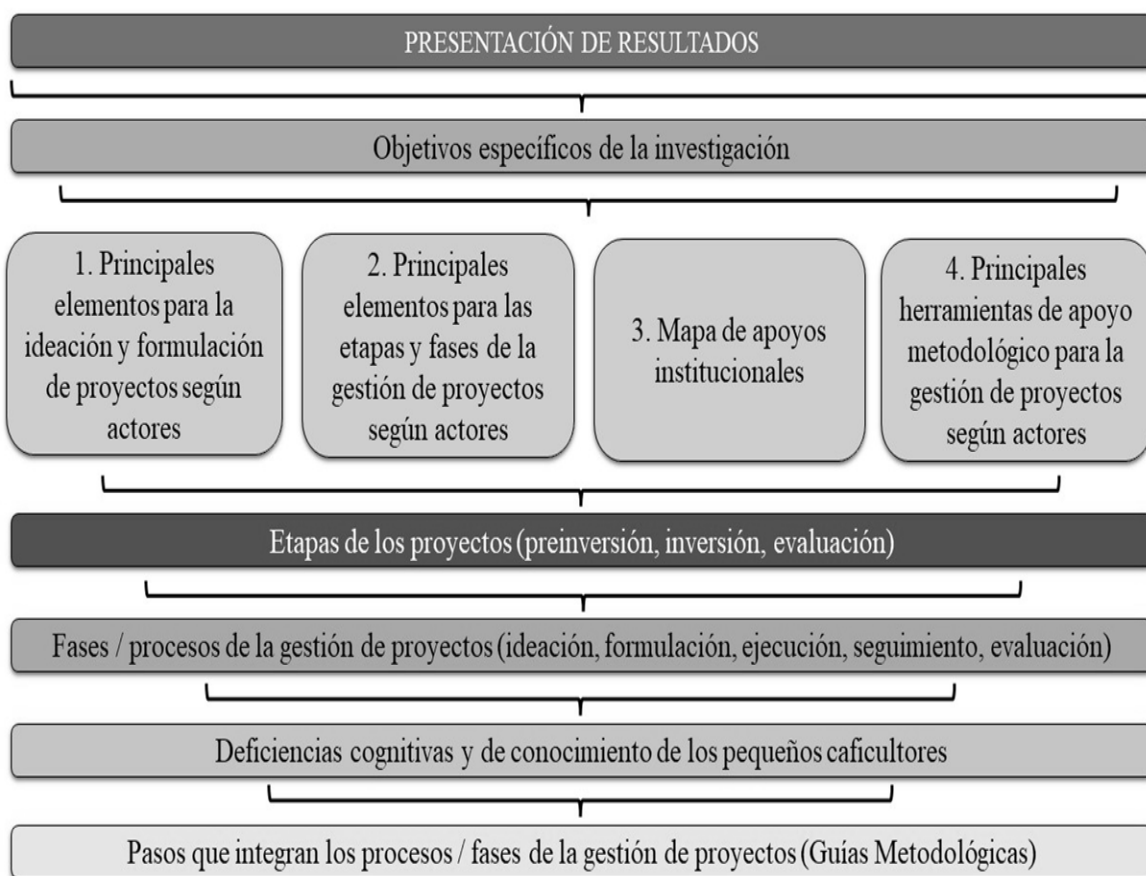 PRESENTACIÓN DE RESULTADOS
Objetivos específicos de la investigación
1. Principales
elementos para la
ideación y formulación
de proyectos según
actores
2. Principales
elementos para las
etapas y fases de la
gestión de proyectos
según actores
3. Mapa de apoyos
institucionales
4. Principales
herramientas de apoyo
metodológico para la
gestión de proyectos
según actores
Etapas de los proyectos (preinversión, inversión, evaluación)
Fases / procesos de la gestión de proyectos (ideación, formulación, ejecución, seguimiento, evaluación)
Deficiencias cognitivas y de conocimiento de los pequeños caficultores
Pasos que integran los procesos / fases de la gestión de proyectos (Guías Metodológicas)